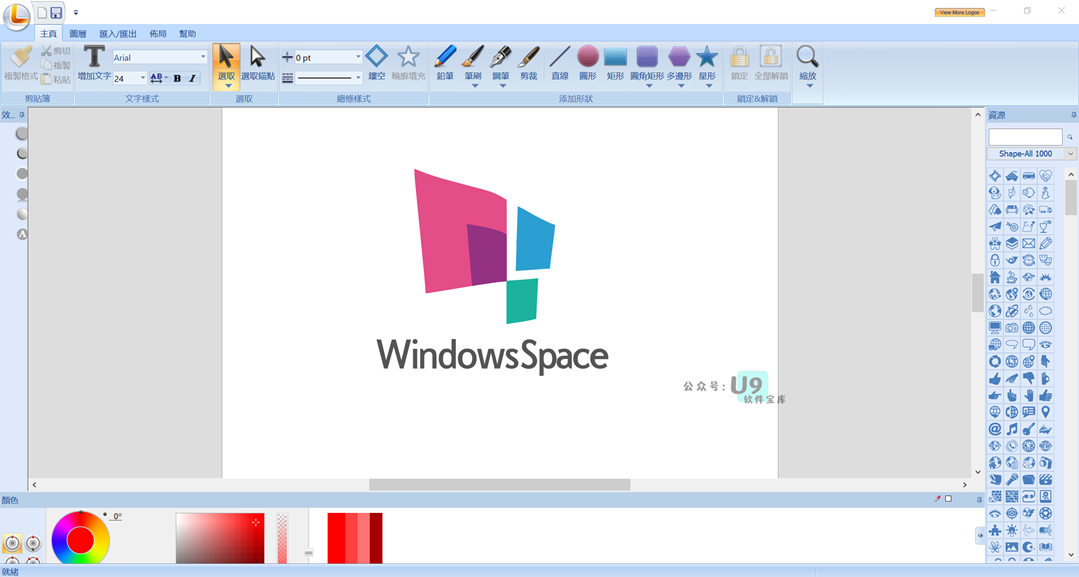 View More Logos
主頁 圖層 匯入/匯出 佈局 幫助
複製格式 剪切 複製 粘貼
剪貼簿
增加文字 Arial
24 AB B I
文字樣式
選取 選取錨點
選取
0 pt
鏤空 輪廓填充
總條樣式
鉛筆 筆刷 鋼筆 剪裁 直線 圓形 矩形 圓角矩形 多邊形 星形
添加形狀
鎖定 全部解鎖
鎖定&解鎖
縮放
效...
資源
Shape-All 1000
WindowsSpace
公众号: U9
软件宝库
顏色
0°
就緒